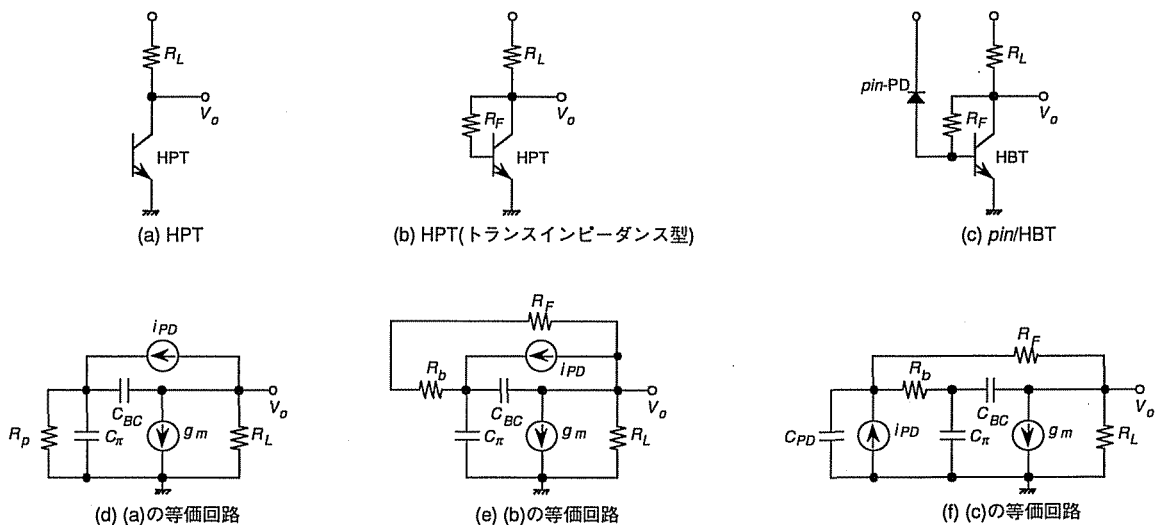 R_L
V_o
HPT
(a) HPT
R_L
V_o
R_F
HPT
(b) HPT(トランスインピーダンス型)
pin-PD
R_L
V_o
R_F
HBT
(c) pin/HBT
i_PD
C_BC
V_o
R_p
C_π
g_m
R_L
(d) (a)の等価回路
R_F
i_PD
R_b
C_BC
V_o
C_π
g_m
R_L
(e) (b)の等価回路
R_F
R_b
C_BC
V_o
C_PD
i_PD
C_π
g_m
R_L
(f) (c)の等価回路